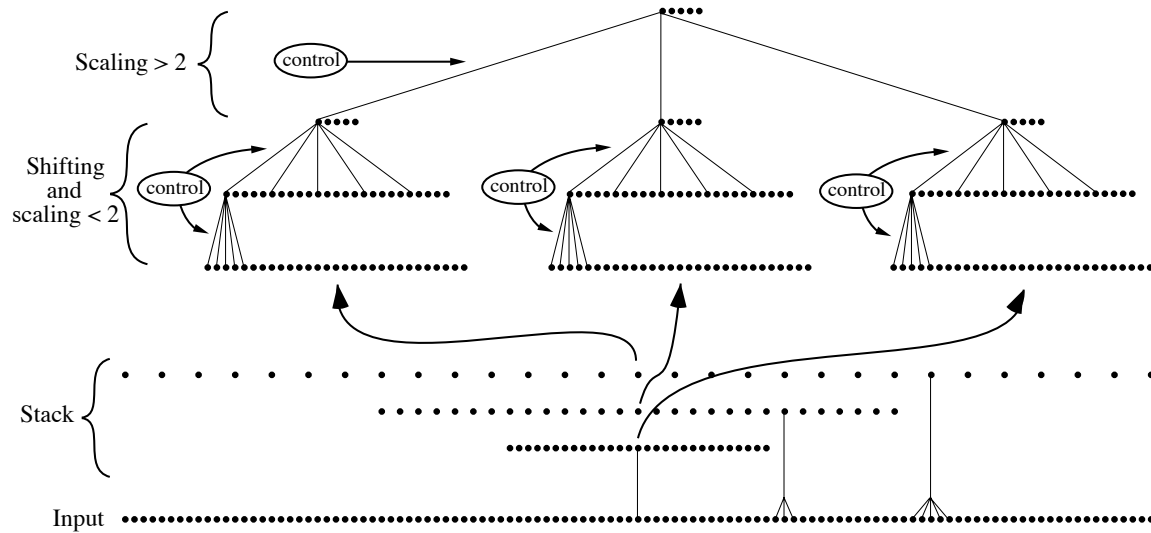 Scaling > 2
control
Shifting
and
scaling < 2
control
control
control
Stack
Input